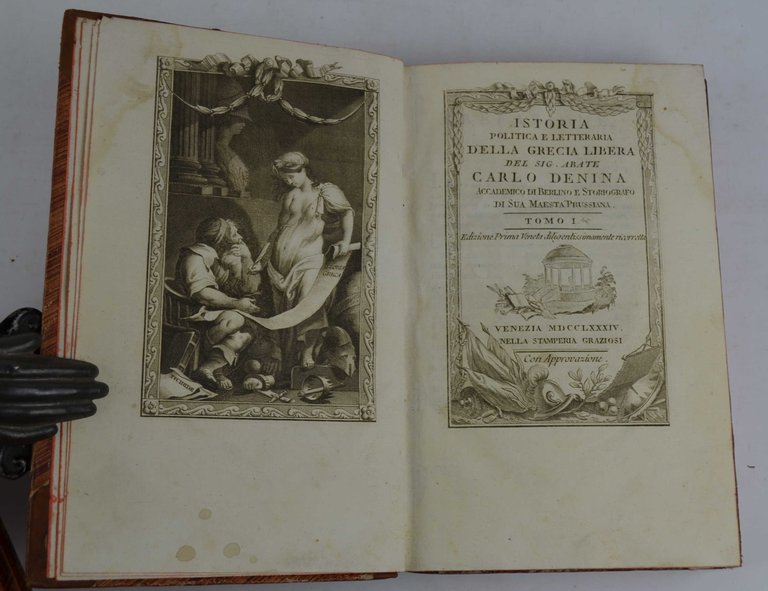 ISTORIA
POLITICA E LETTERARIA
DELLA GRECIA LIBERA
DEL SIG. ABATE
CARLO DENINA
ACCADEMICO DI BERLINO E STORIOGRAFO
DI SUA MAESTA' PRUSSIANA.
TOMO I
Edizione Prima Veneta diligentissimamente ricorretta
VENEZIA MDCCLXXXIV.
NELLA STAMPERIA GRAZIOSI
Con Approvazione.